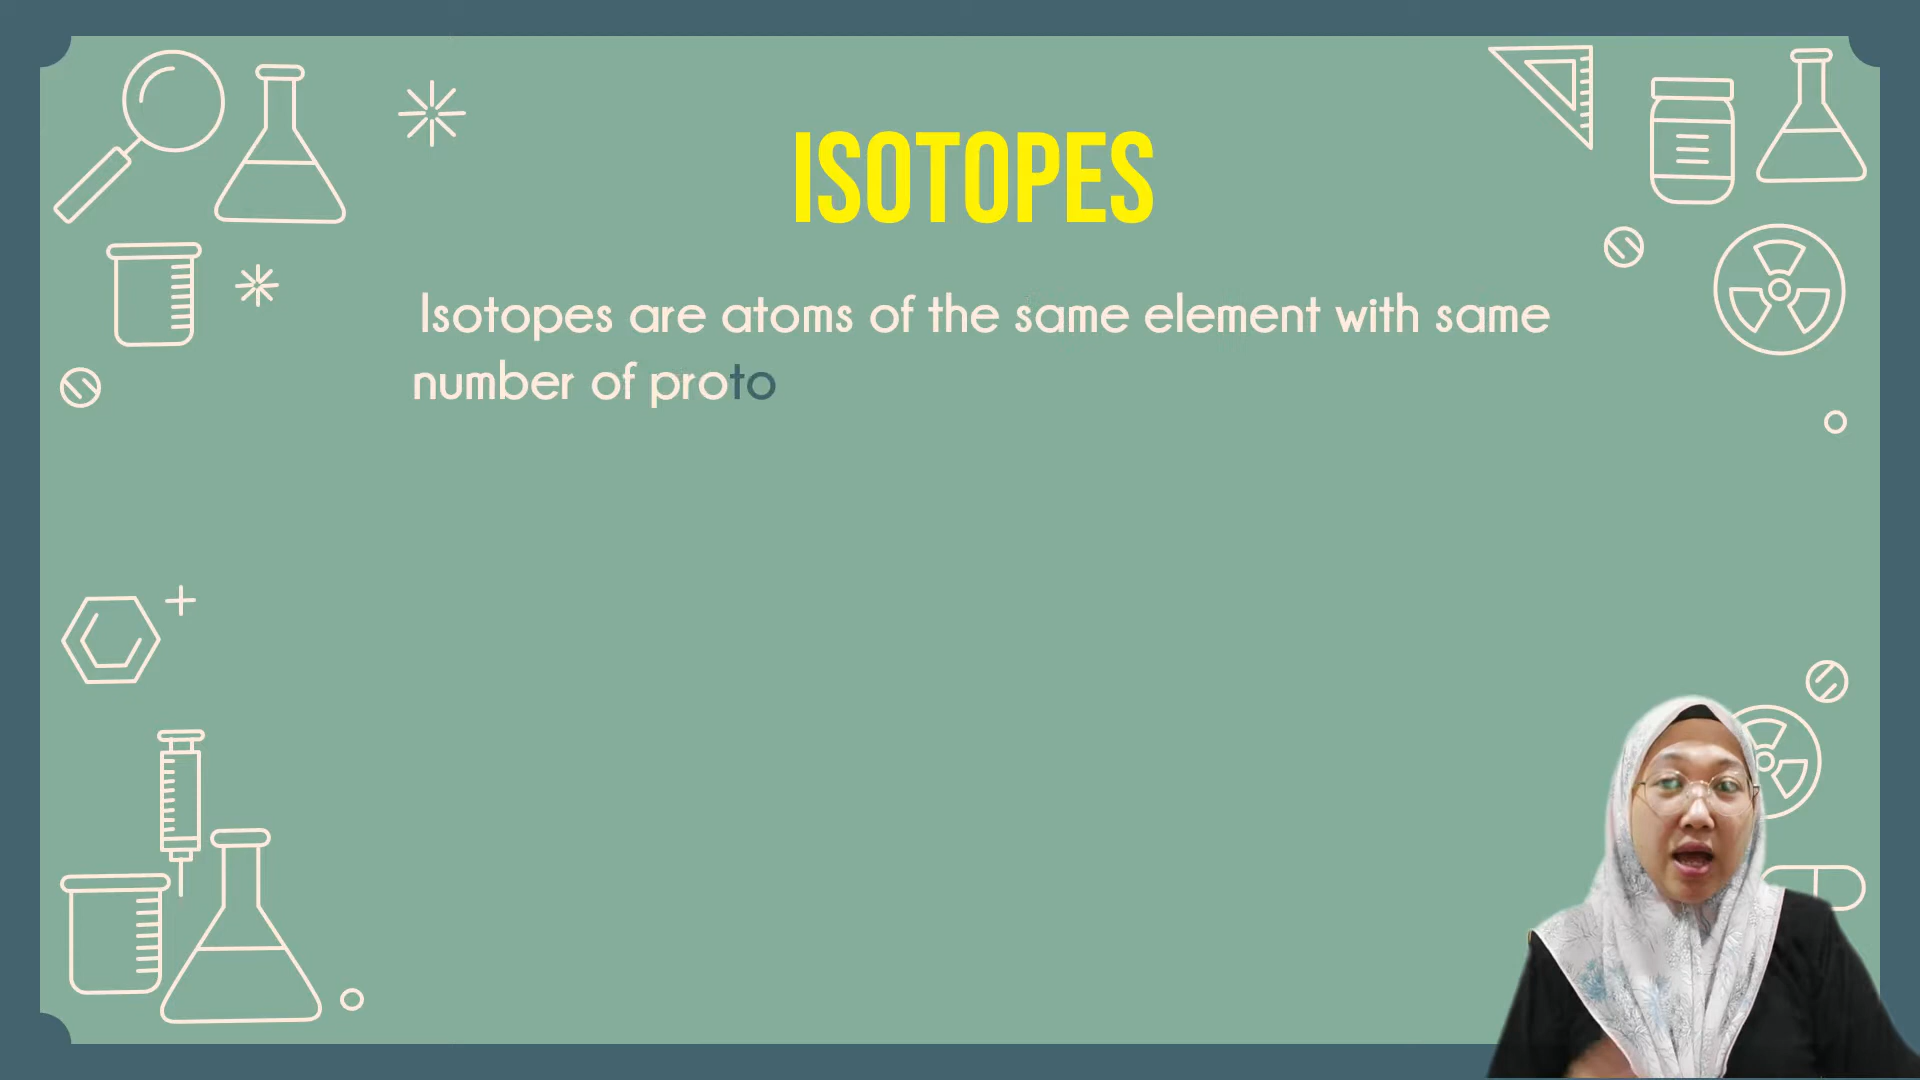 ISOTOPES
Isotopes are atoms of the same element with same
number of proto